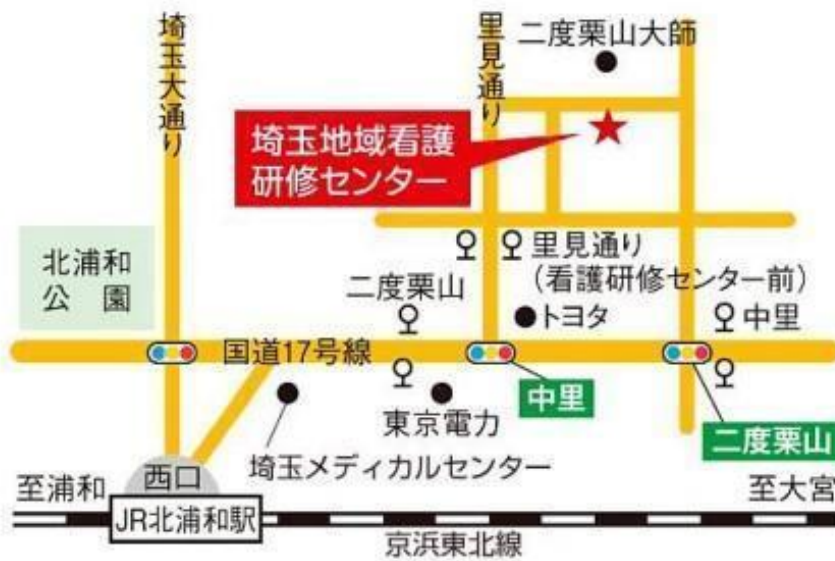 埼玉大通り
里見通り
二度栗山大師
埼玉地域看護
研修センター
北浦和
公園
里見通り
(看護研修センター前)
二度栗山
トヨタ
中里
国道17号線
中里
東京電力
二度栗山
埼玉メディカルセンター
至浦和
西口
至大宮
JR北浦和駅
京浜東北線